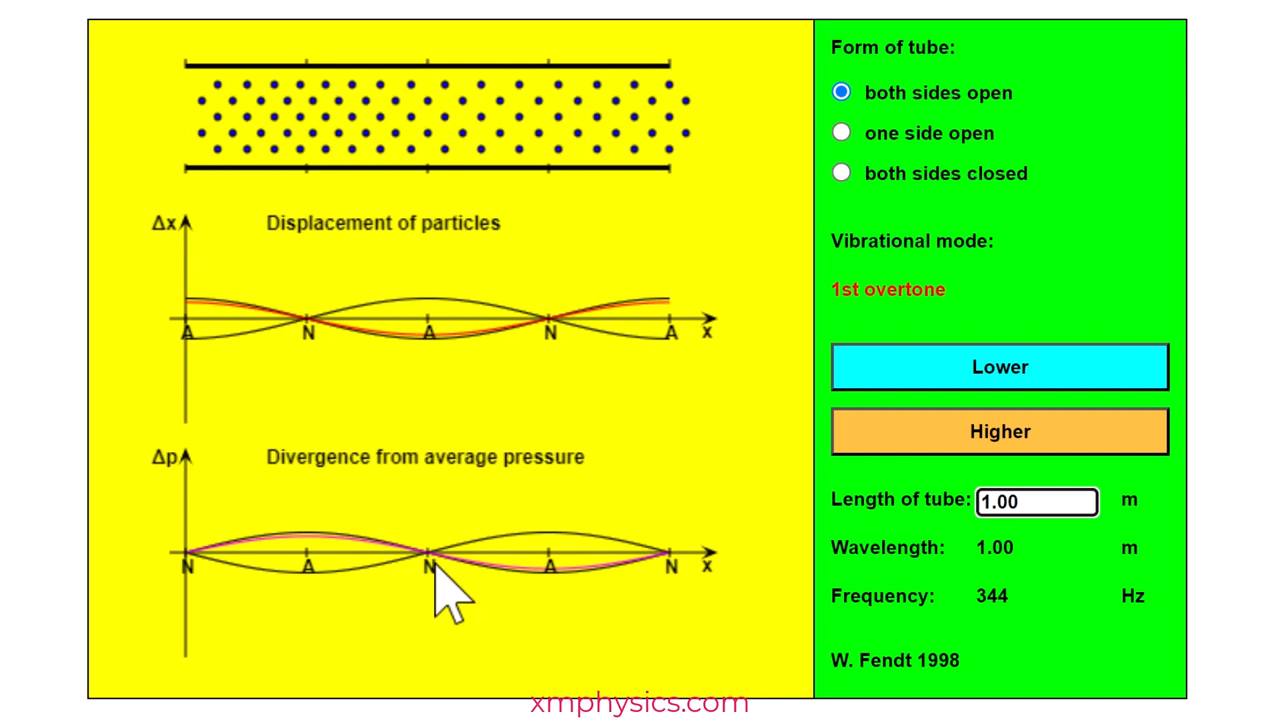 Δx
Displacement of particles
A N A N A x
Δp
Divergence from average pressure
N A N A N x
Form of tube:
both sides open
one side open
both sides closed
Vibrational mode:
1st overtone
Lower
Higher
Length of tube: 1.00 m
Wavelength: 1.00 m
Frequency: 344 Hz
W. Fendt 1998
xmphysics.com